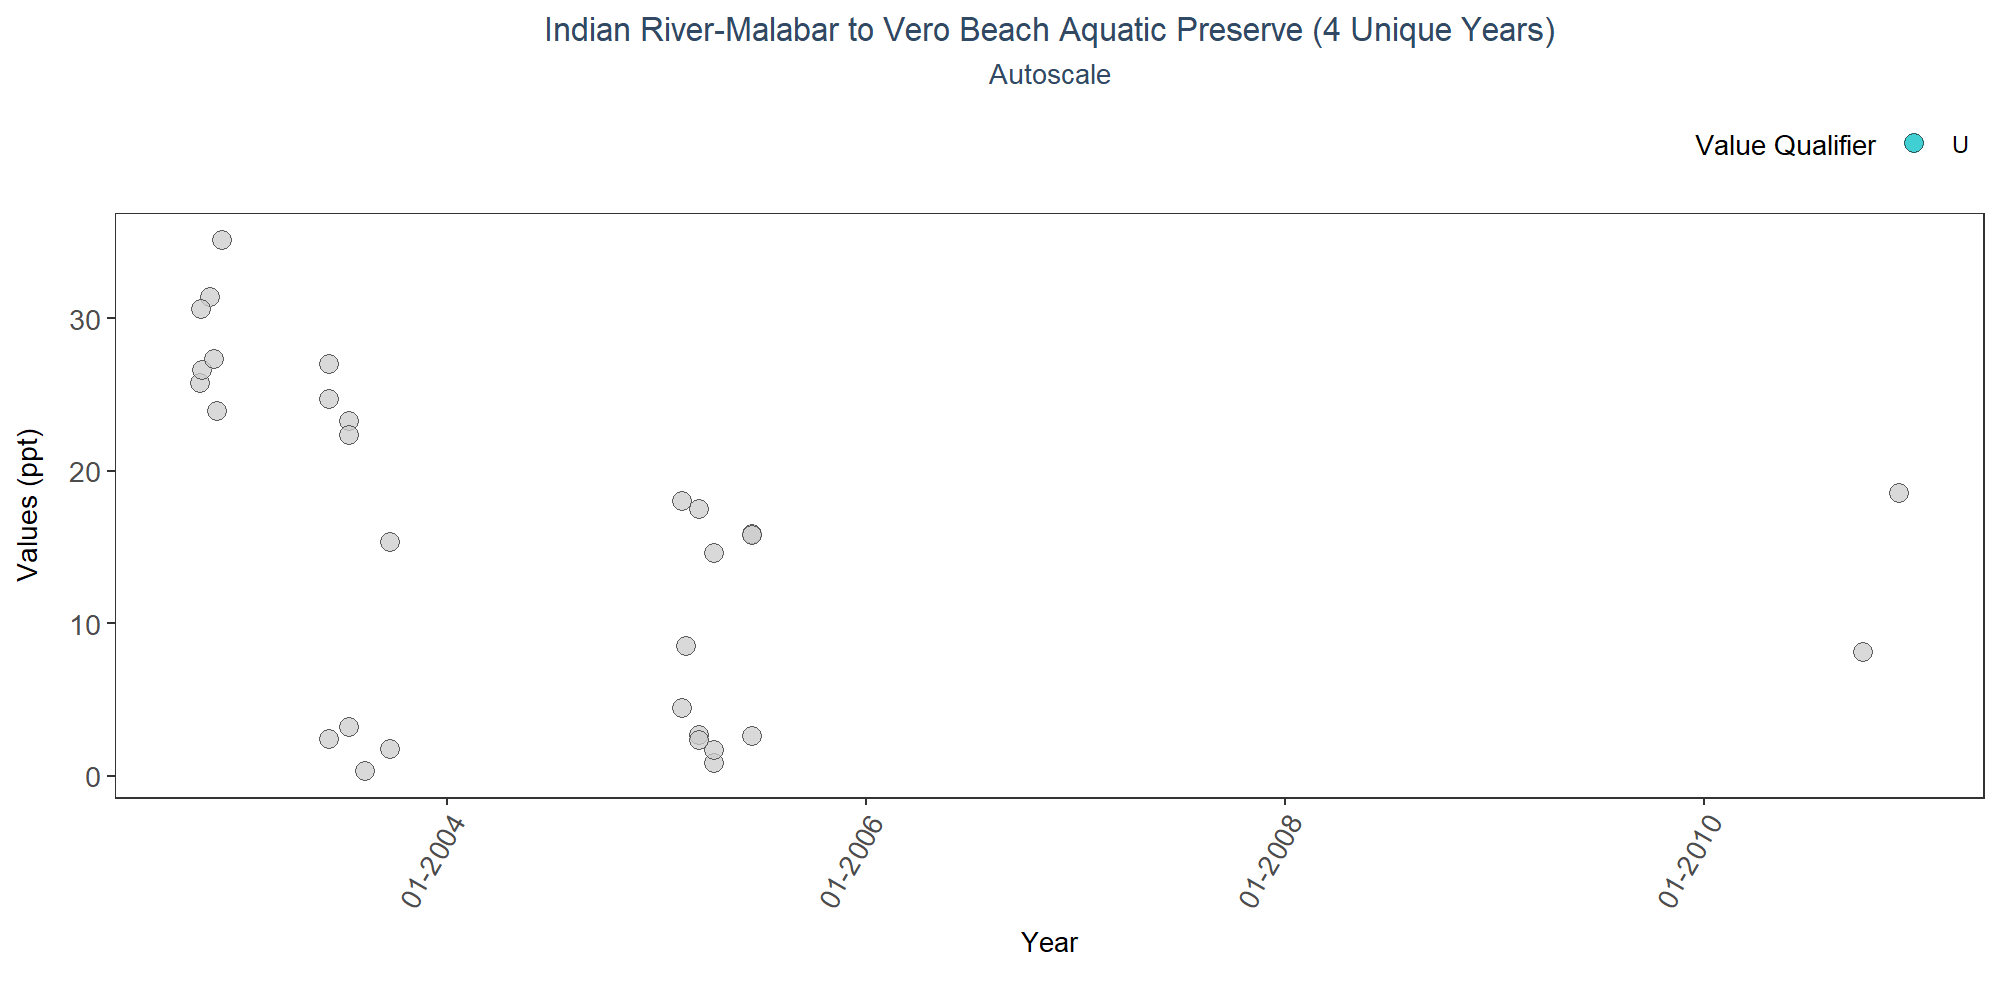 Indian River-Malabar to Vero Beach Aquatic Preserve (4 Unique Years)
Autoscale
Value Qualifier U
Values (ppt)
30
20
10
0
01-2004 01-2006 01-2008 01-2010
Year